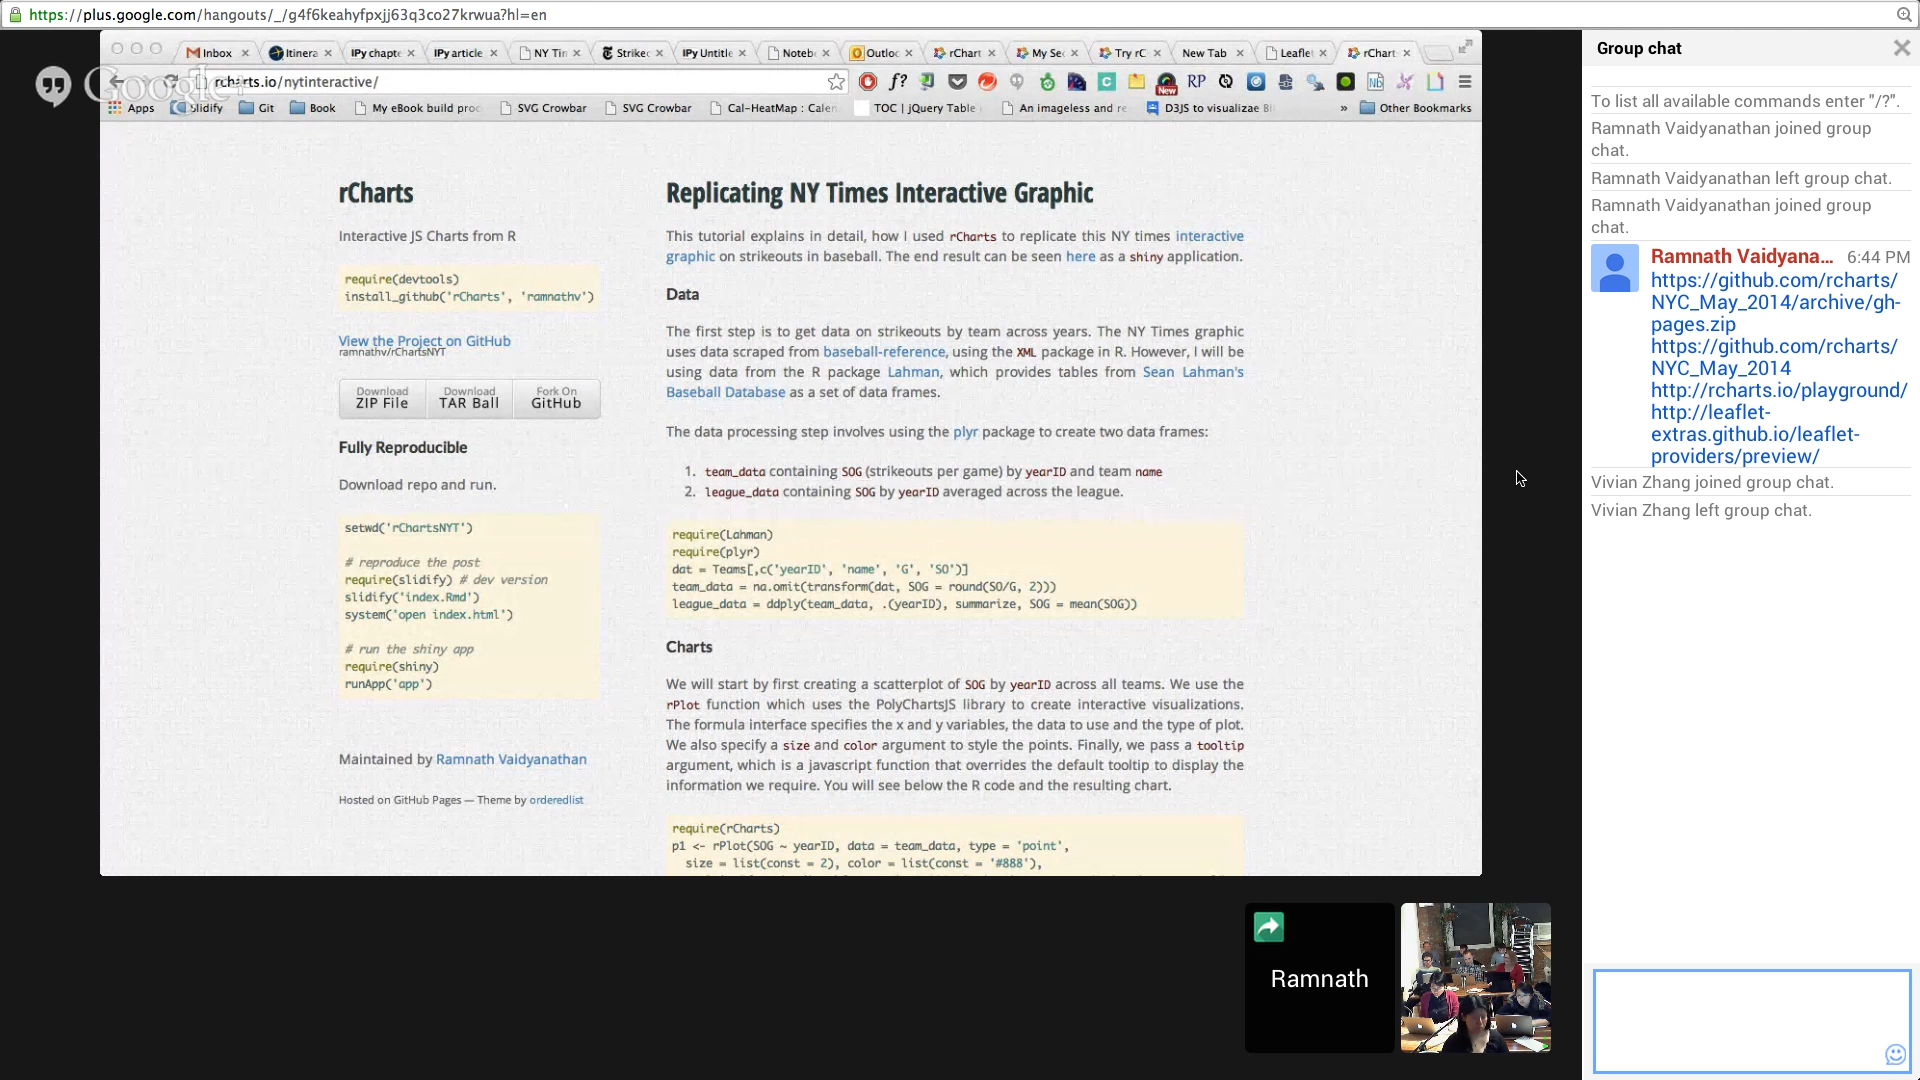 https://plus.google.com/hangouts/_/g4f6keahyfpxjj63q3co27krwua?hl=en
Inbox Itinera IPy chapte IPy article NY Tin Strikec IPy Untitle Noteb Outloc rChart My Sec Try rC New Tab Leaflet rChart
Google+
rcharts.io/nytinteractive/
Apps Slidify Git Book My eBook build proc SVG Crowbar SVG Crowbar Cal-HeatMap : Calen TOC | jQuery Table An imageless and re D3JS to visualizae Bi » Other Bookmarks
rCharts
Interactive JS Charts from R
require(devtools)
install_github('rCharts', 'ramnathv')
View the Project on GitHub
ramnathv/rChartsNYT
Download
ZIP File
Download
TAR Ball
Fork On
GitHub
Fully Reproducible
Download repo and run.
setwd('rChartsNYT')
# reproduce the post
require(slidify) # dev version
slidify('index.Rmd')
system('open index.html')
# run the shiny app
require(shiny)
runApp('app')
Maintained by Ramnath Vaidyanathan
Hosted on GitHub Pages — Theme by orderedlist
Replicating NY Times Interactive Graphic
This tutorial explains in detail, how I used rCharts to replicate this NY times interactive
graphic on strikeouts in baseball. The end result can be seen here as a shiny application.
Data
The first step is to get data on strikeouts by team across years. The NY Times graphic
uses data scraped from baseball-reference, using the XML package in R. However, I will be
using data from the R package Lahman, which provides tables from Sean Lahman's
Baseball Database as a set of data frames.
The data processing step involves using the plyr package to create two data frames:
1. team_data containing SOG (strikeouts per game) by yearID and team name
2. league_data containing SOG by yearID averaged across the league.
require(Lahman)
require(plyr)
dat = Teams[,c('yearID', 'name', 'G', 'SO')]
team_data = na.omit(transform(dat, SOG = round(SO/G, 2)))
league_data = ddply(team_data, .(yearID), summarize, SOG = mean(SOG))
Charts
We will start by first creating a scatterplot of SOG by yearID across all teams. We use the
rPlot function which uses the PolyChartsJS library to create interactive visualizations.
The formula interface specifies the x and y variables, the data to use and the type of plot.
We also specify a size and color argument to style the points. Finally, we pass a tooltip
argument, which is a javascript function that overrides the default tooltip to display the
information we require. You will see below the R code and the resulting chart.
require(rCharts)
p1 <- rPlot(SOG ~ yearID, data = team_data, type = 'point',
size = list(const = 2), color = list(const = '#888'),
Ramnath
Group chat
To list all available commands enter "/?".
Ramnath Vaidyanathan joined group
chat.
Ramnath Vaidyanathan left group chat.
Ramnath Vaidyanathan joined group
chat.
Ramnath Vaidyana... 6:44 PM
https://github.com/rcharts/
NYC_May_2014/archive/gh-
pages.zip
https://github.com/rcharts/
NYC_May_2014
http://rcharts.io/playground/
http://leaflet-
extras.github.io/leaflet-
providers/preview/
Vivian Zhang joined group chat.
Vivian Zhang left group chat.